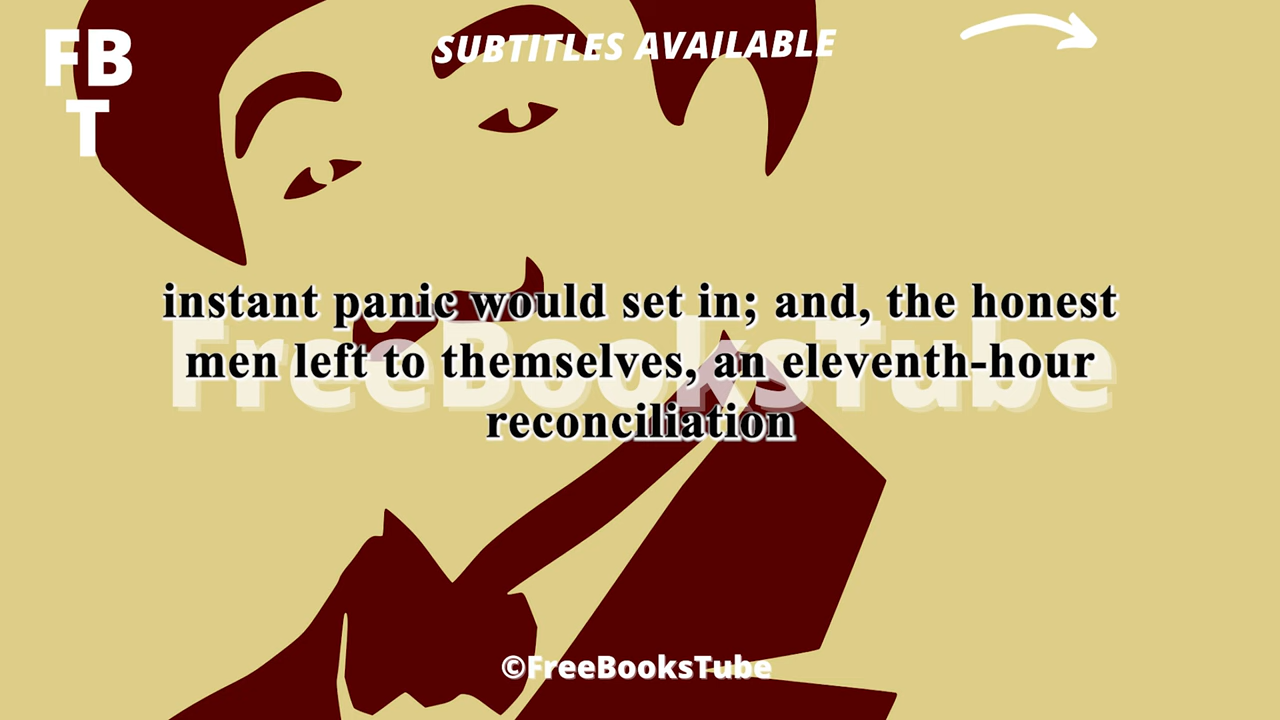 FB
T
SUBTITLES AVAILABLE
instant panic would set in; and, the honest
men left to themselves, an eleventh-hour
reconciliation
FreeBooksTube
©FreeBooksTube